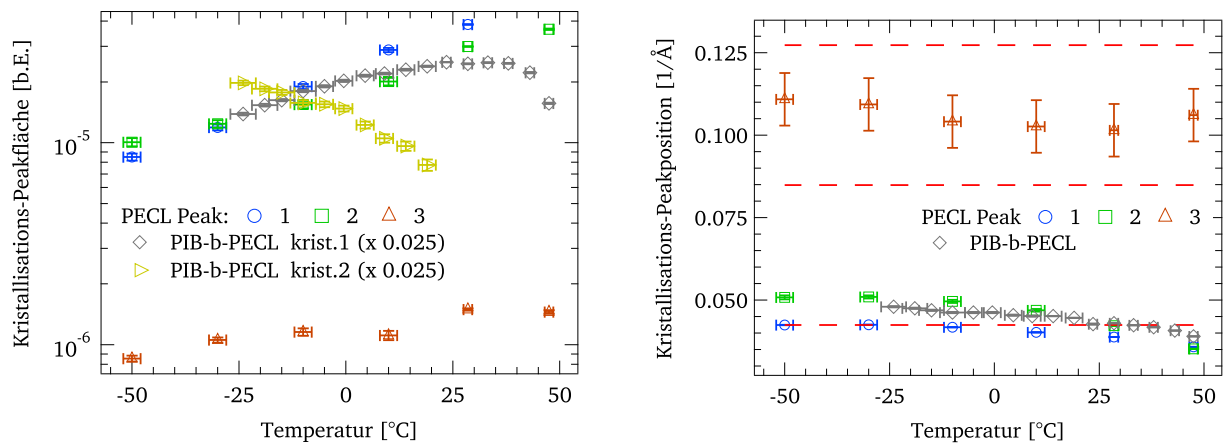 Kristallisations-Peakfläche [b.E.]
10⁻⁵
10⁻⁶
PECL Peak: 1 2 3
PIB-b-PECL krist.1 (x 0.025)
PIB-b-PECL krist.2 (x 0.025)
-50 -25 0 25 50
Temperatur [°C]
Kristallisations-Peakposition [1/Å]
0.125
0.100
0.075
0.050
PECL Peak 1 2 3
PIB-b-PECL
-50 -25 0 25 50
Temperatur [°C]